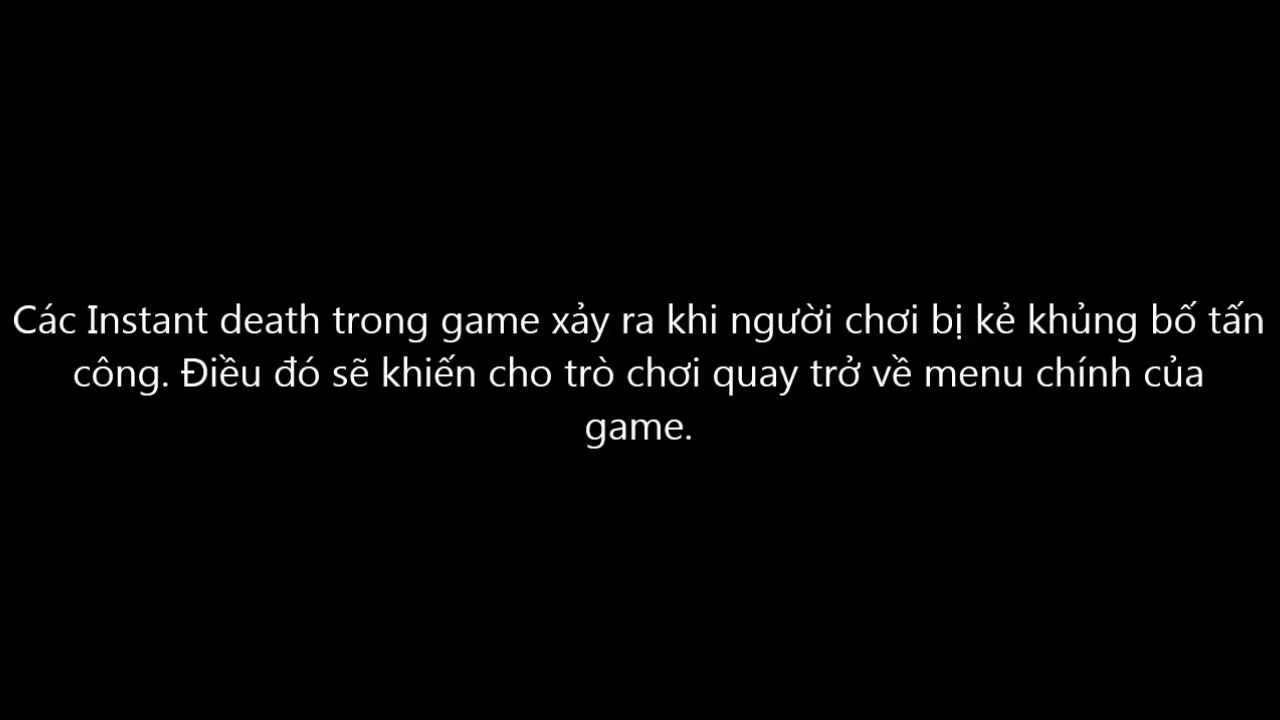 Các Instant death trong game xảy ra khi người chơi bị kẻ khủng bố tấn
công. Điều đó sẽ khiến cho trò chơi quay trở về menu chính của
game.